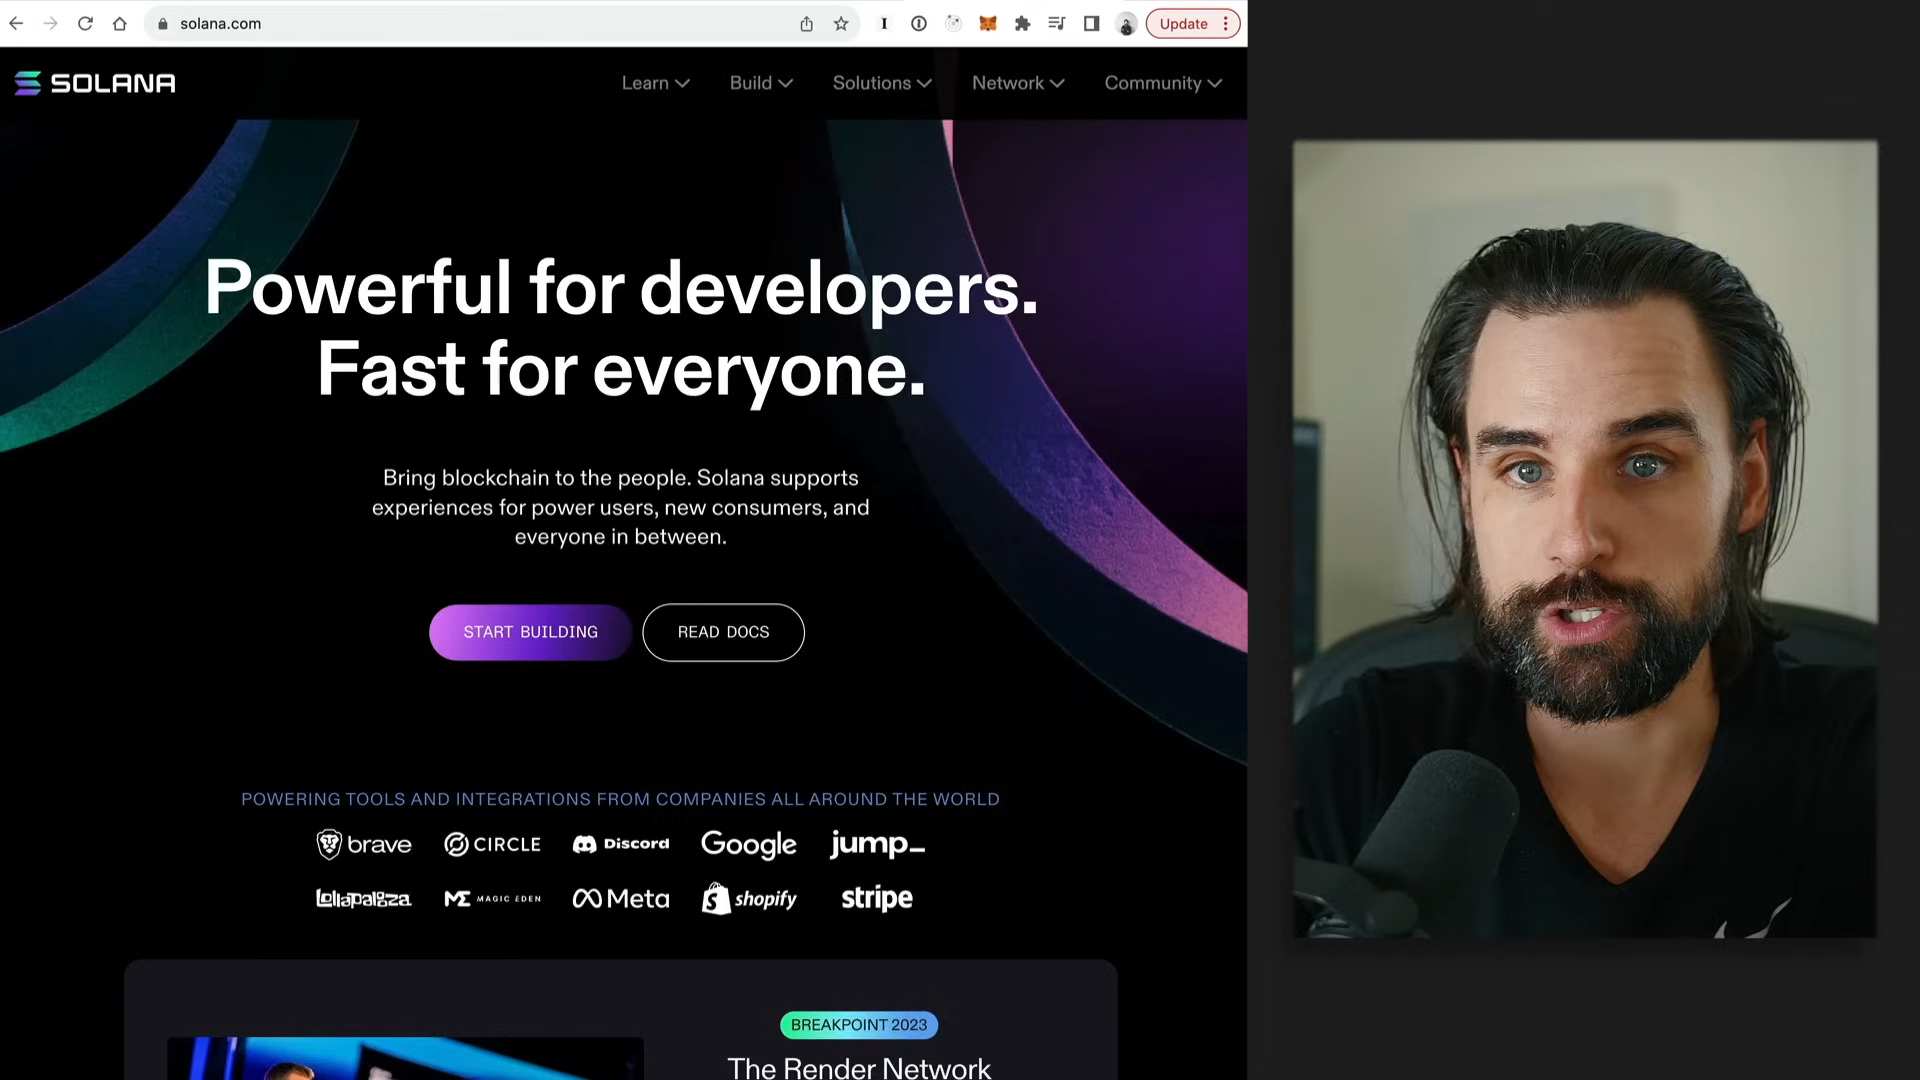 solana.com
Update
SOLANA
Learn
Build
Solutions
Network
Community
Powerful for developers.
Fast for everyone.
Bring blockchain to the people. Solana supports
experiences for power users, new consumers, and
everyone in between.
START BUILDING
READ DOCS
POWERING TOOLS AND INTEGRATIONS FROM COMPANIES ALL AROUND THE WORLD
brave
CIRCLE
Discord
Google
jump_
Lollapalooza
MAGIC EDEN
Meta
shopify
stripe
BREAKPOINT 2023
The Render Network